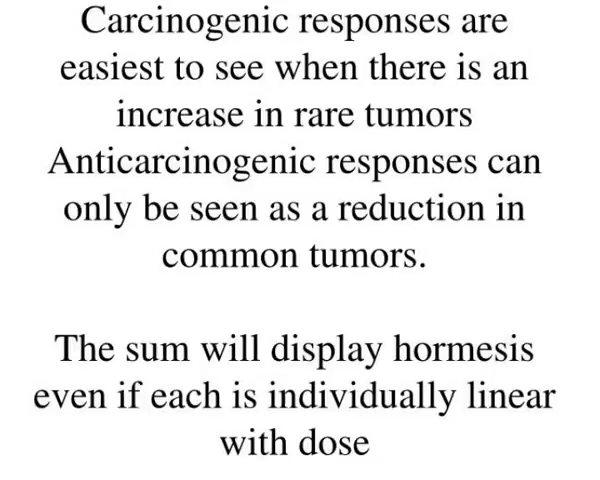 Carcinogenic responses are
easiest to see when there is an
increase in rare tumors
Anticarcinogenic responses can
only be seen as a reduction in
common tumors.
The sum will display hormesis
even if each is individually linear
with dose